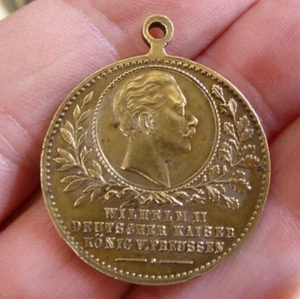 WILHELM II
DEUTSCHER KAISER
KÖNIG V. PREUSSEN